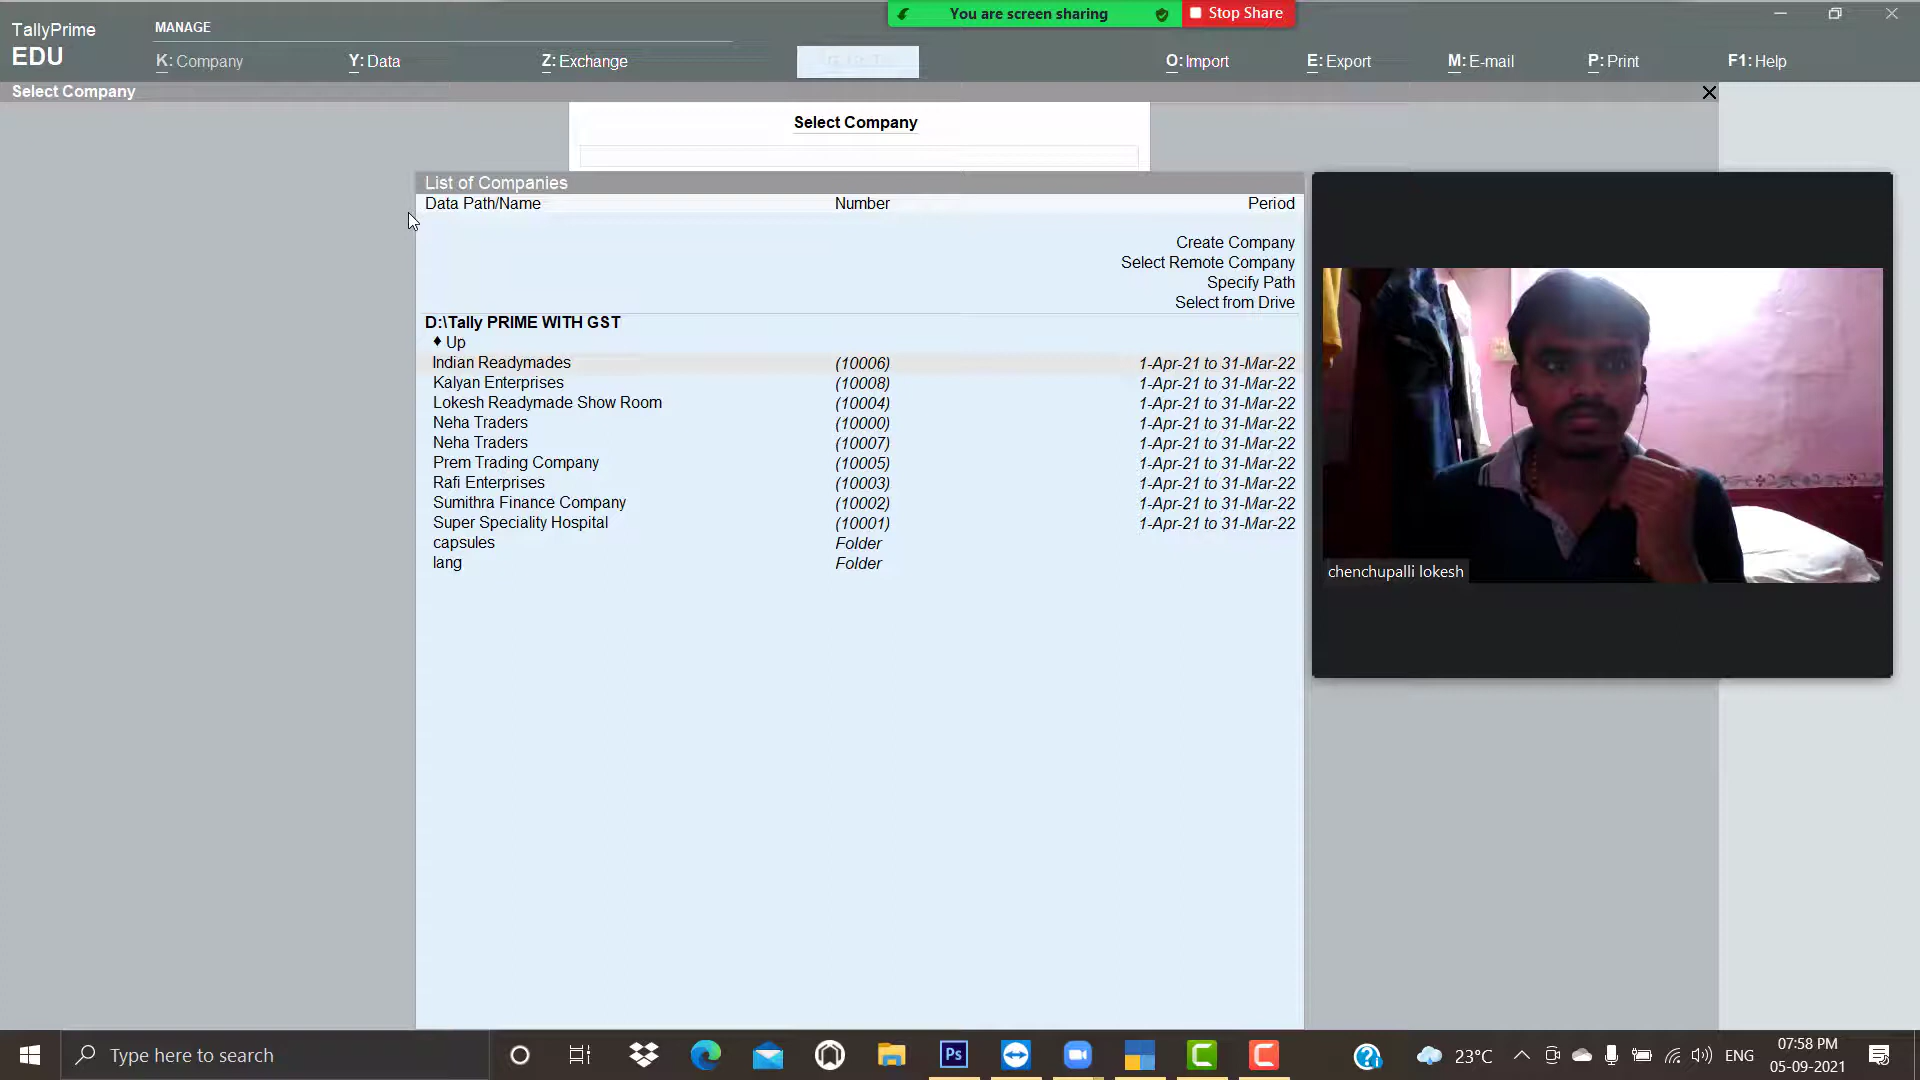 You are screen sharing
Stop Share
TallyPrime
EDU
MANAGE
K: Company
Y: Data
Z: Exchange
O: Import
E: Export
M: E-mail
P: Print
F1: Help
Select Company
Select Company
List of Companies
Data Path/Name Number Period
Create Company
Select Remote Company
Specify Path
Select from Drive
D:\Tally PRIME WITH GST
♦ Up
Indian Readymades (10006) 1-Apr-21 to 31-Mar-22
Kalyan Enterprises (10008) 1-Apr-21 to 31-Mar-22
Lokesh Readymade Show Room (10004) 1-Apr-21 to 31-Mar-22
Neha Traders (10000) 1-Apr-21 to 31-Mar-22
Neha Traders (10007) 1-Apr-21 to 31-Mar-22
Prem Trading Company (10005) 1-Apr-21 to 31-Mar-22
Rafi Enterprises (10003) 1-Apr-21 to 31-Mar-22
Sumithra Finance Company (10002) 1-Apr-21 to 31-Mar-22
Super Speciality Hospital (10001) 1-Apr-21 to 31-Mar-22
capsules Folder
lang Folder
chenchupalli lokesh
Type here to search
Ps
23°C
ENG
07:58 PM
05-09-2021